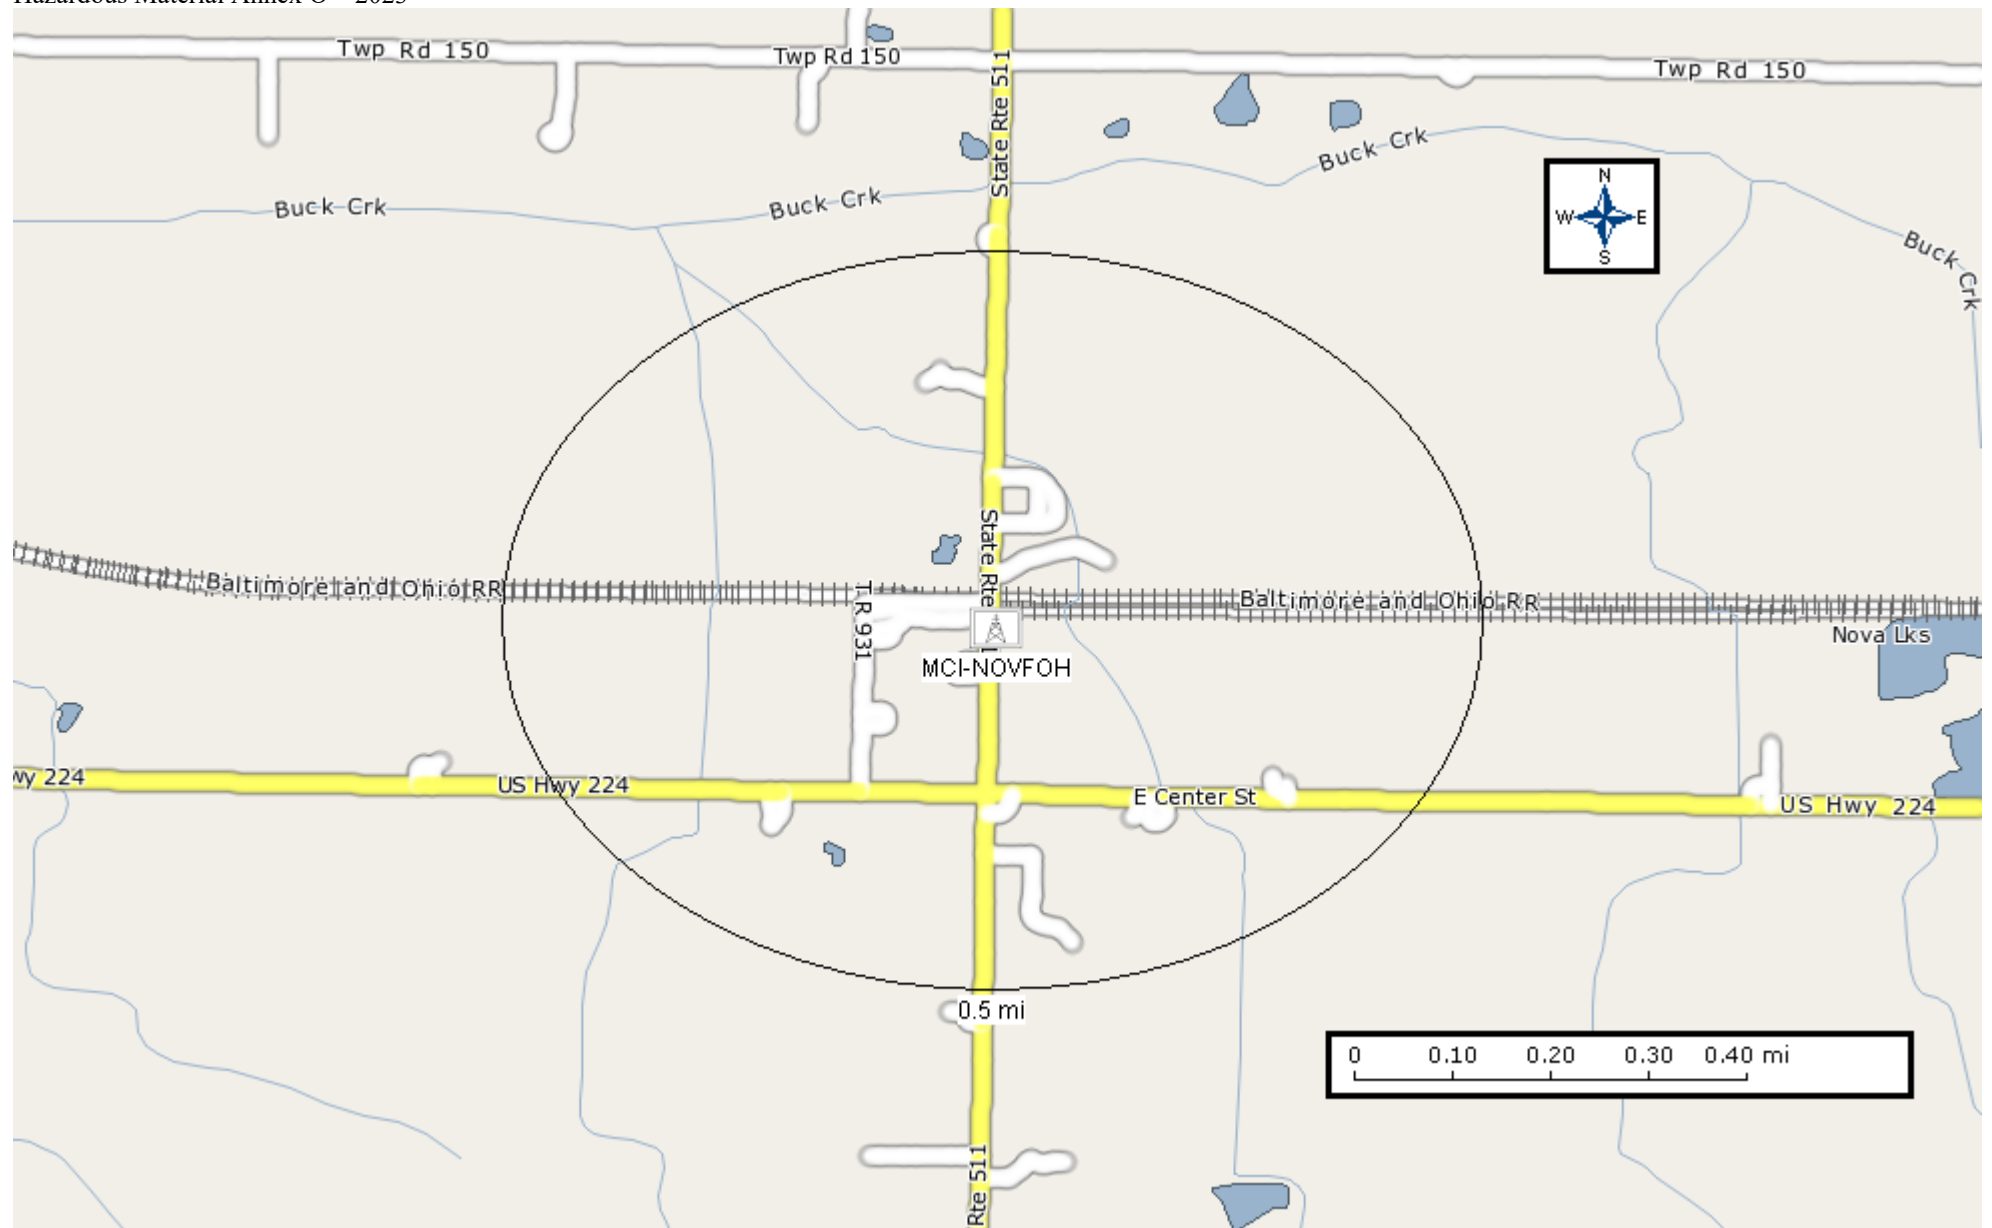 Twp Rd 150
Twp Rd 150
Twp Rd 150
State Rte 511
Buck Crk
Buck Crk
Buck Crk
Buck Crk
N
W E
S
State Rte
Baltimore and Ohio RR
Baltimore and Ohio RR
T R 931
Nova Lks
MCI-NOVFOH
wy 224
US Hwy 224
E Center St
US Hwy 224
0.5 mi
0 0.10 0.20 0.30 0.40 mi
Rte 511